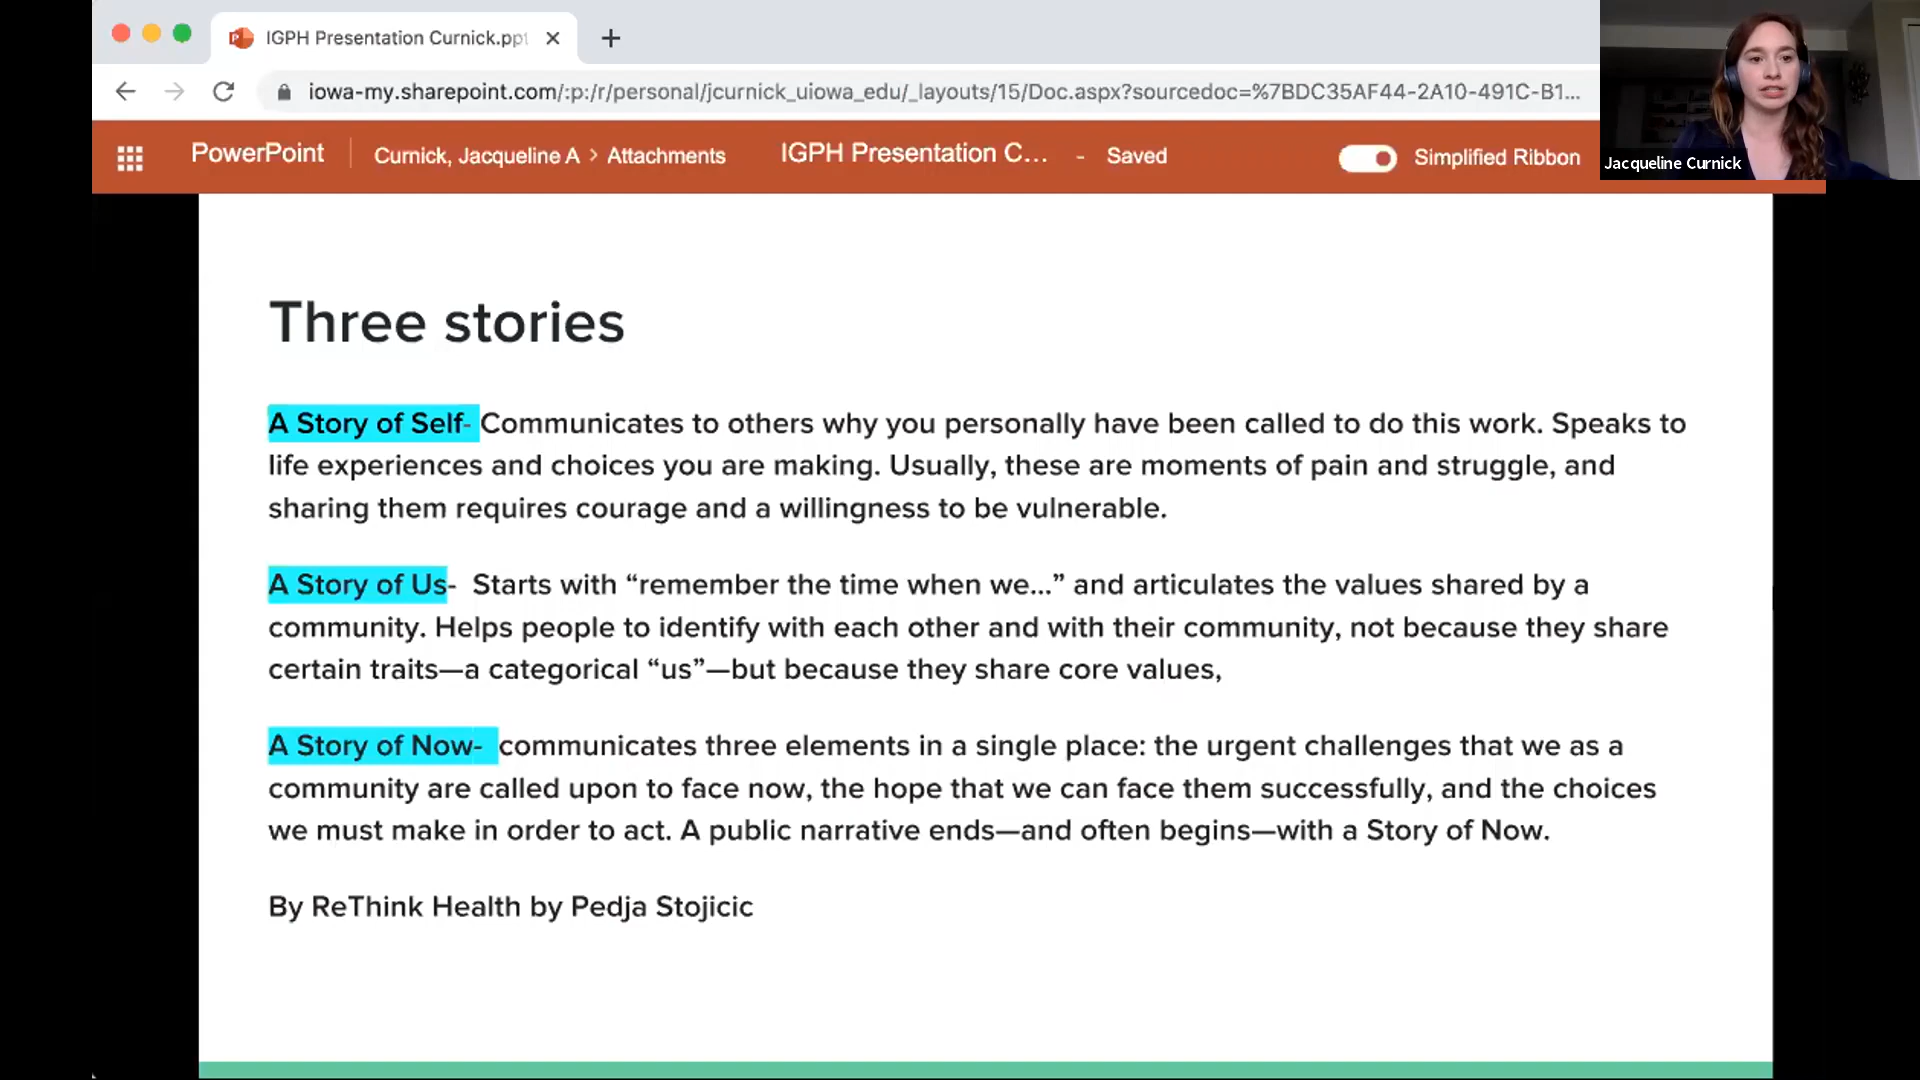 IGPH Presentation Curnick.ppt
iowa-my.sharepoint.com/:p:/r/personal/jcurnick_uiowa_edu/_layouts/15/Doc.aspx?sourcedoc=%7BDC35AF44-2A10-491C-B1...
PowerPoint Curnick, Jacqueline A > Attachments IGPH Presentation C... - Saved Simplified Ribbon
Jacqueline Curnick
Three stories
A Story of Self- Communicates to others why you personally have been called to do this work. Speaks to
life experiences and choices you are making. Usually, these are moments of pain and struggle, and
sharing them requires courage and a willingness to be vulnerable.
A Story of Us- Starts with “remember the time when we...” and articulates the values shared by a
community. Helps people to identify with each other and with their community, not because they share
certain traits—a categorical “us”—but because they share core values,
A Story of Now- communicates three elements in a single place: the urgent challenges that we as a
community are called upon to face now, the hope that we can face them successfully, and the choices
we must make in order to act. A public narrative ends—and often begins—with a Story of Now.
By ReThink Health by Pedja Stojicic